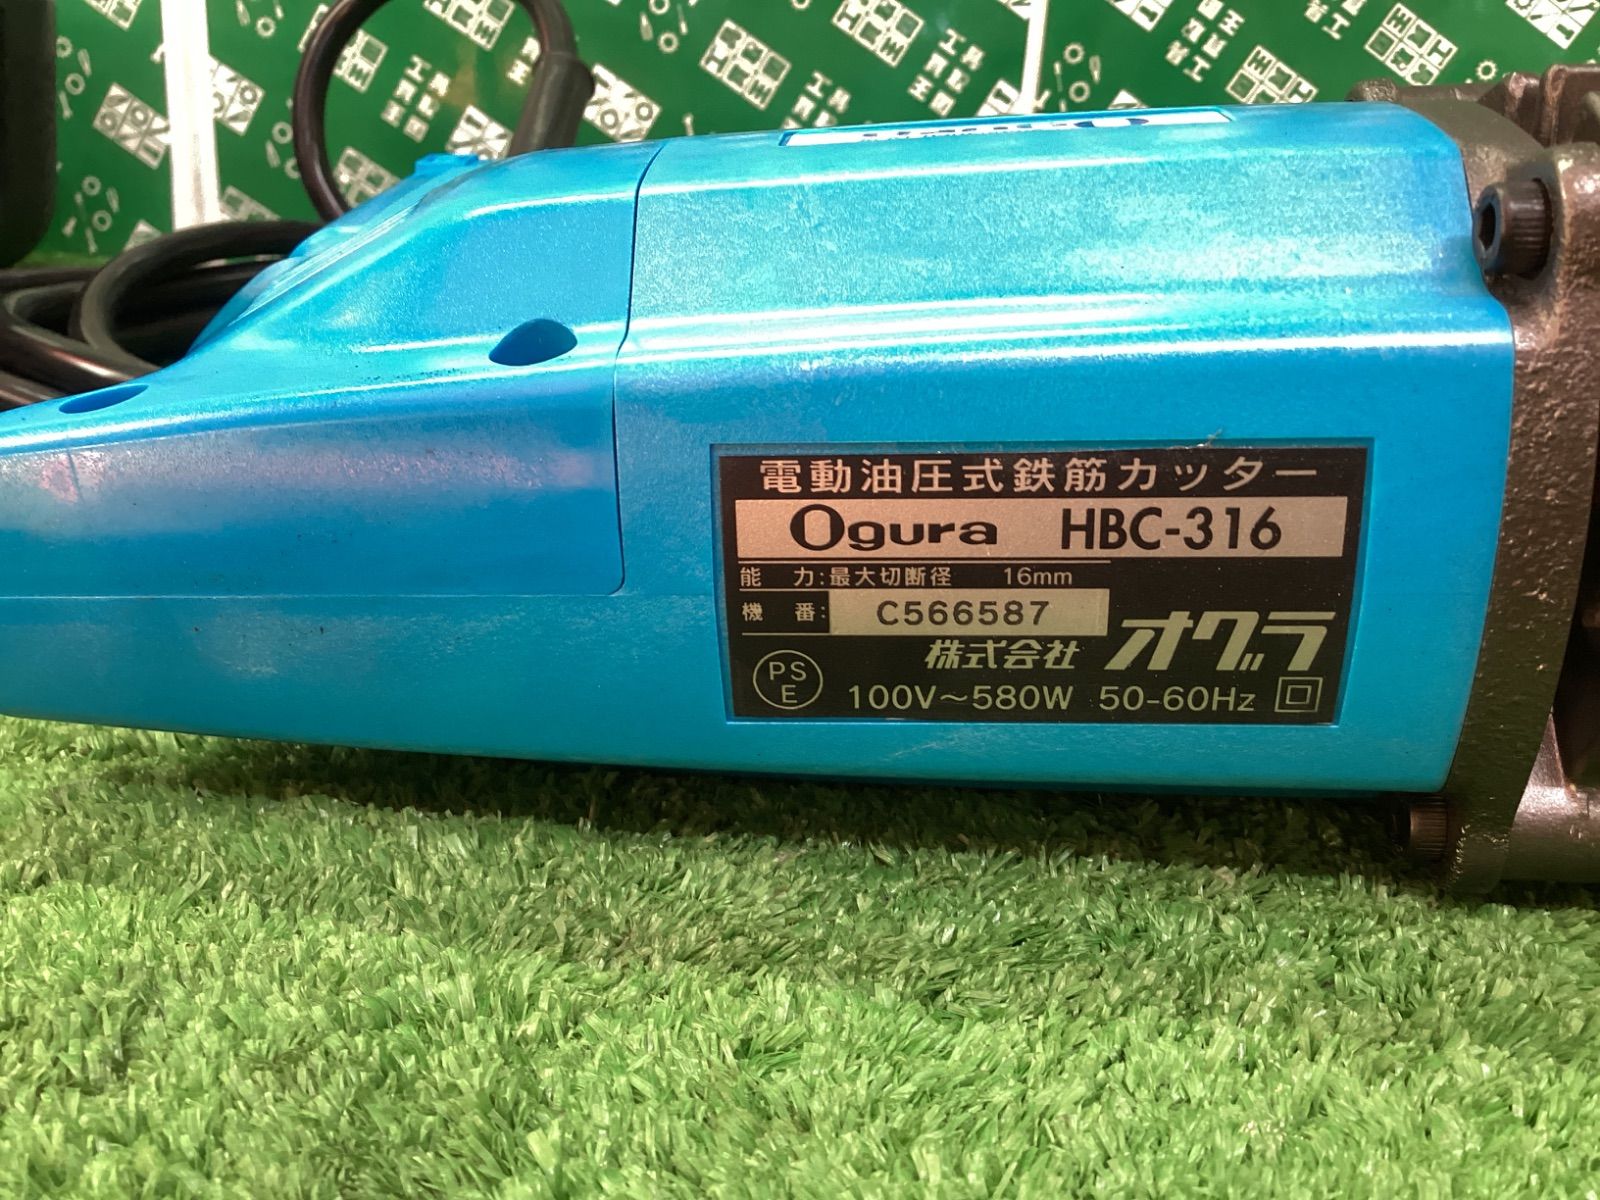 電動油圧式鉄筋カッター
Ogura HBC-316
能 力:最大切断径 16mm
機 番: C566587
株式会社 オグラ
PS
E
100V～580W 50-60Hz